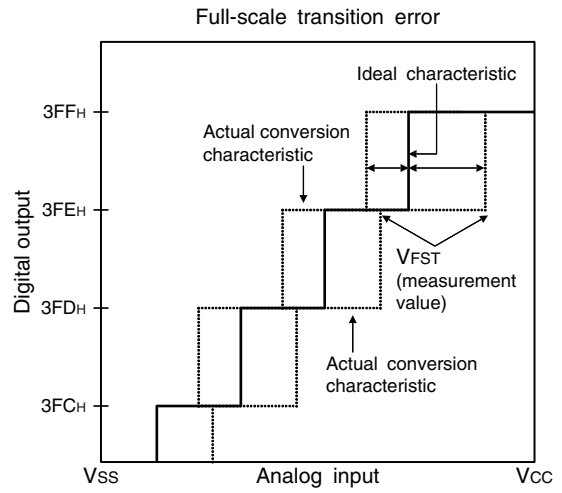 Full-scale transition error
Ideal characteristic
3FFH
Actual conversion
characteristic
3FEH
VFST
(measurement
value)
Digital output
3FDH
Actual conversion
characteristic
3FCH
VSS
Analog input
VCC